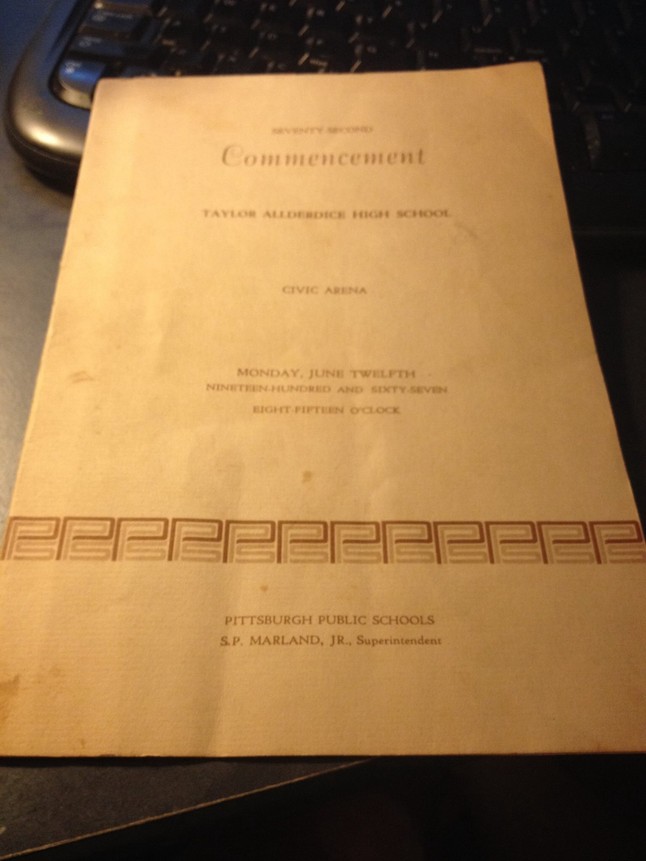 SEVENTY-SECOND
Commencement
TAYLOR ALLDERDICE HIGH SCHOOL
CIVIC ARENA
MONDAY, JUNE TWELFTH
NINETEEN-HUNDRED AND SIXTY-SEVEN
EIGHT-FIFTEEN O'CLOCK
PITTSBURGH PUBLIC SCHOOLS
S.P. MARLAND, JR., Superintendent